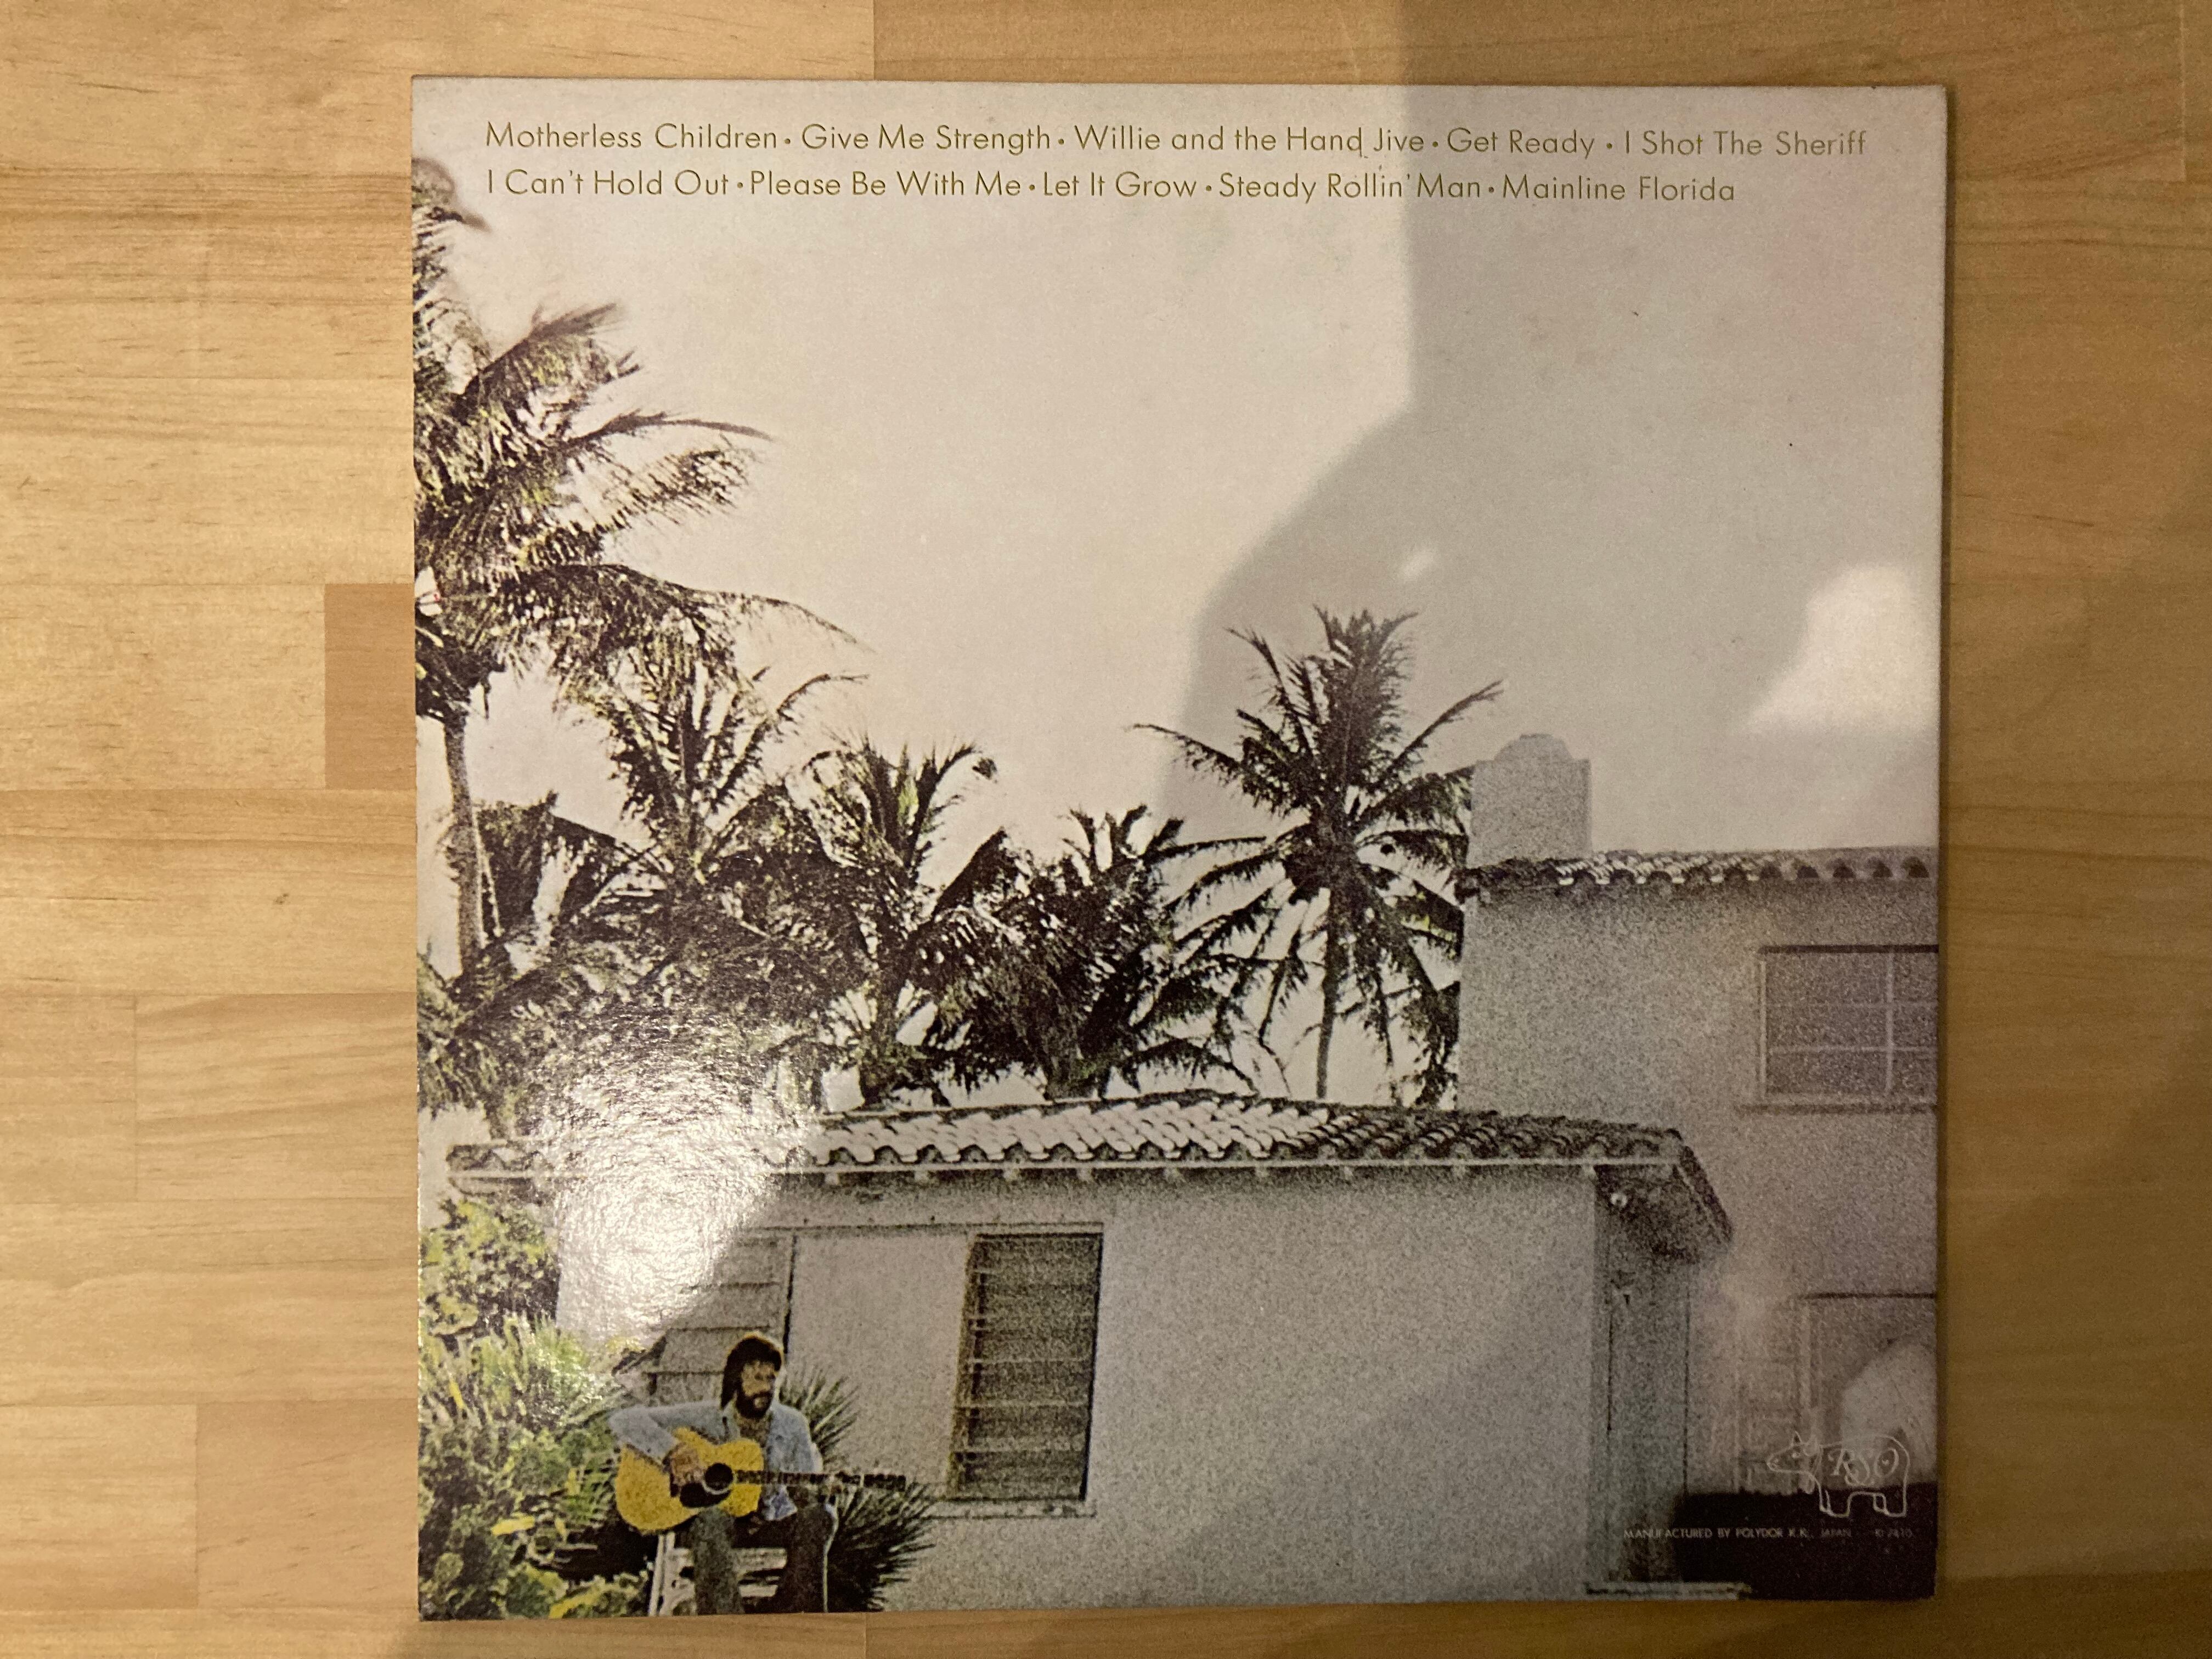 Motherless Children • Give Me Strength • Willie and the Hand Jive • Get Ready • I Shot The Sheriff
I Can't Hold Out • Please Be With Me • Let It Grow • Steady Rollin' Man • Mainline Florida
RSO
MANUFACTURED BY POLYDOR K.K., JAPAN